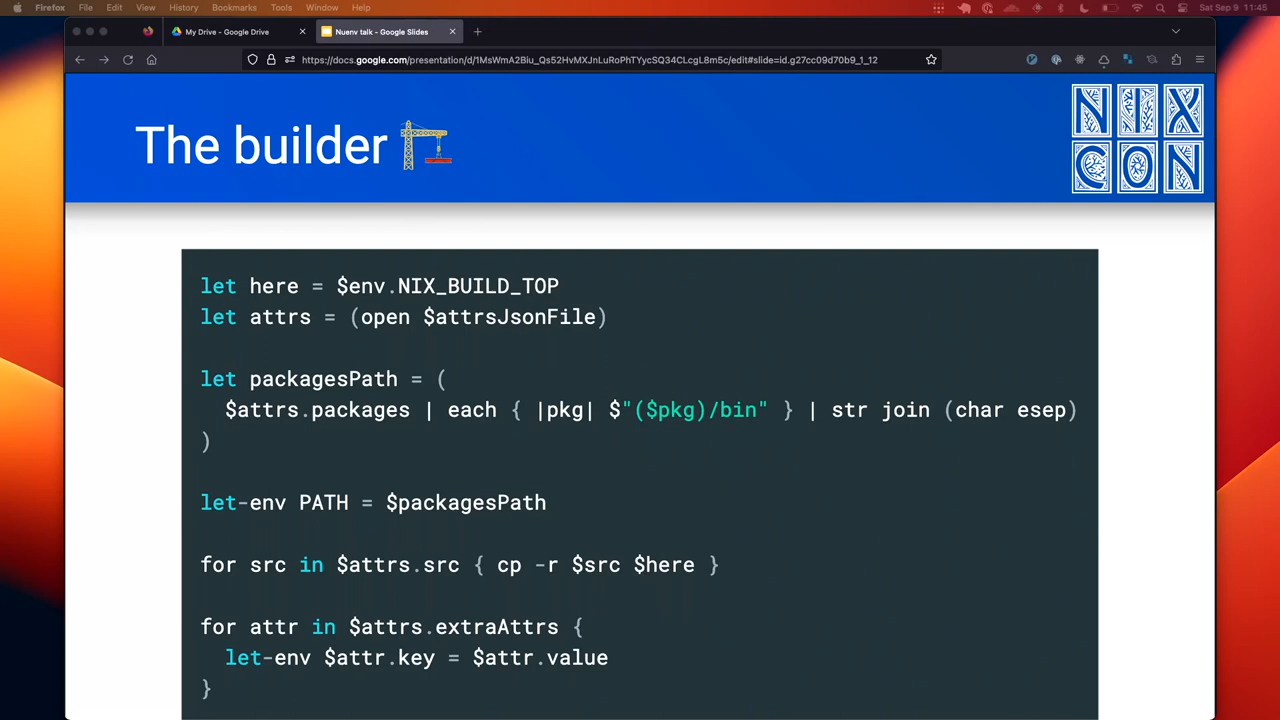 Firefox File Edit View History Bookmarks Tools Window Help Sat Sep 9 11:45
My Drive - Google Drive Nuenv talk - Google Slides
https://docs.google.com/presentation/d/1MsWmA2Biu_Qs52HvMXJnLuRoPhTYycSQ34CLcgL8m5c/edit#slide=id.g27cc09d70b9_1_12
The builder
NIX
CON
let here = $env.NIX_BUILD_TOP
let attrs = (open $attrsJsonFile)
let packagesPath = (
  $attrs.packages | each { |pkg| $"($pkg)/bin" } | str join (char esep)
)
let-env PATH = $packagesPath
for src in $attrs.src { cp -r $src $here }
for attr in $attrs.extraAttrs {
  let-env $attr.key = $attr.value
}